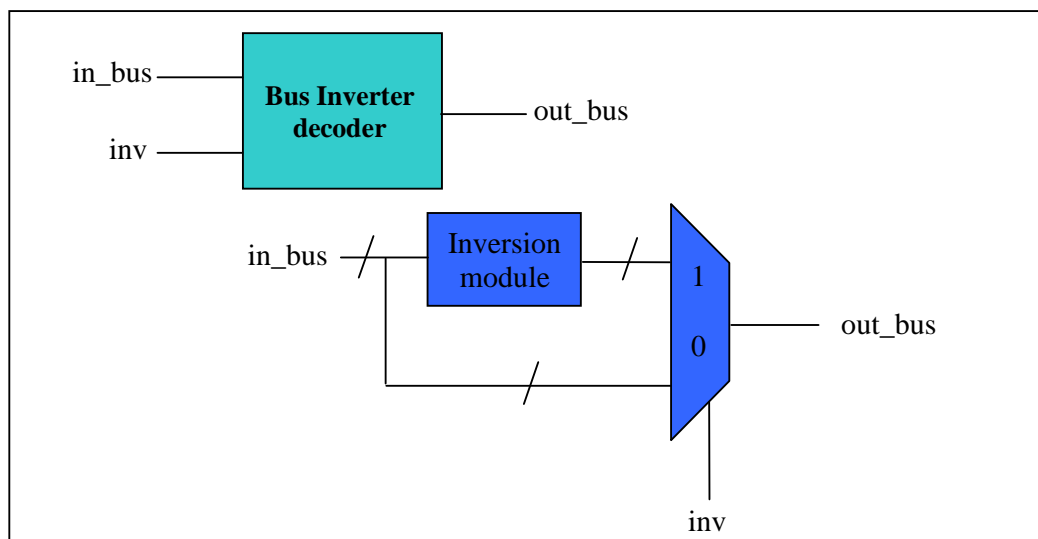 in_bus
Bus Inverter
decoder
out_bus
inv
in_bus
Inversion
module
1
0
out_bus
inv